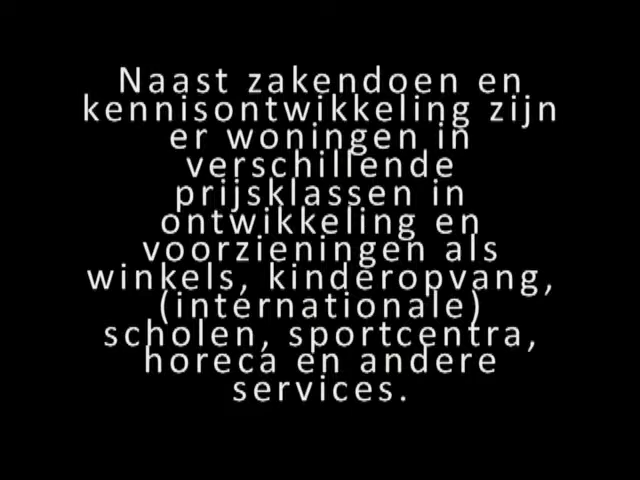 Naast zakendoen en
kennisontwikkeling zijn
er woningen in
verschillende
prijsklassen in
ontwikkeling en
voorzieningen als
winkels, kinderopvang,
(internationale)
scholen, sportcentra,
horeca en andere
services.